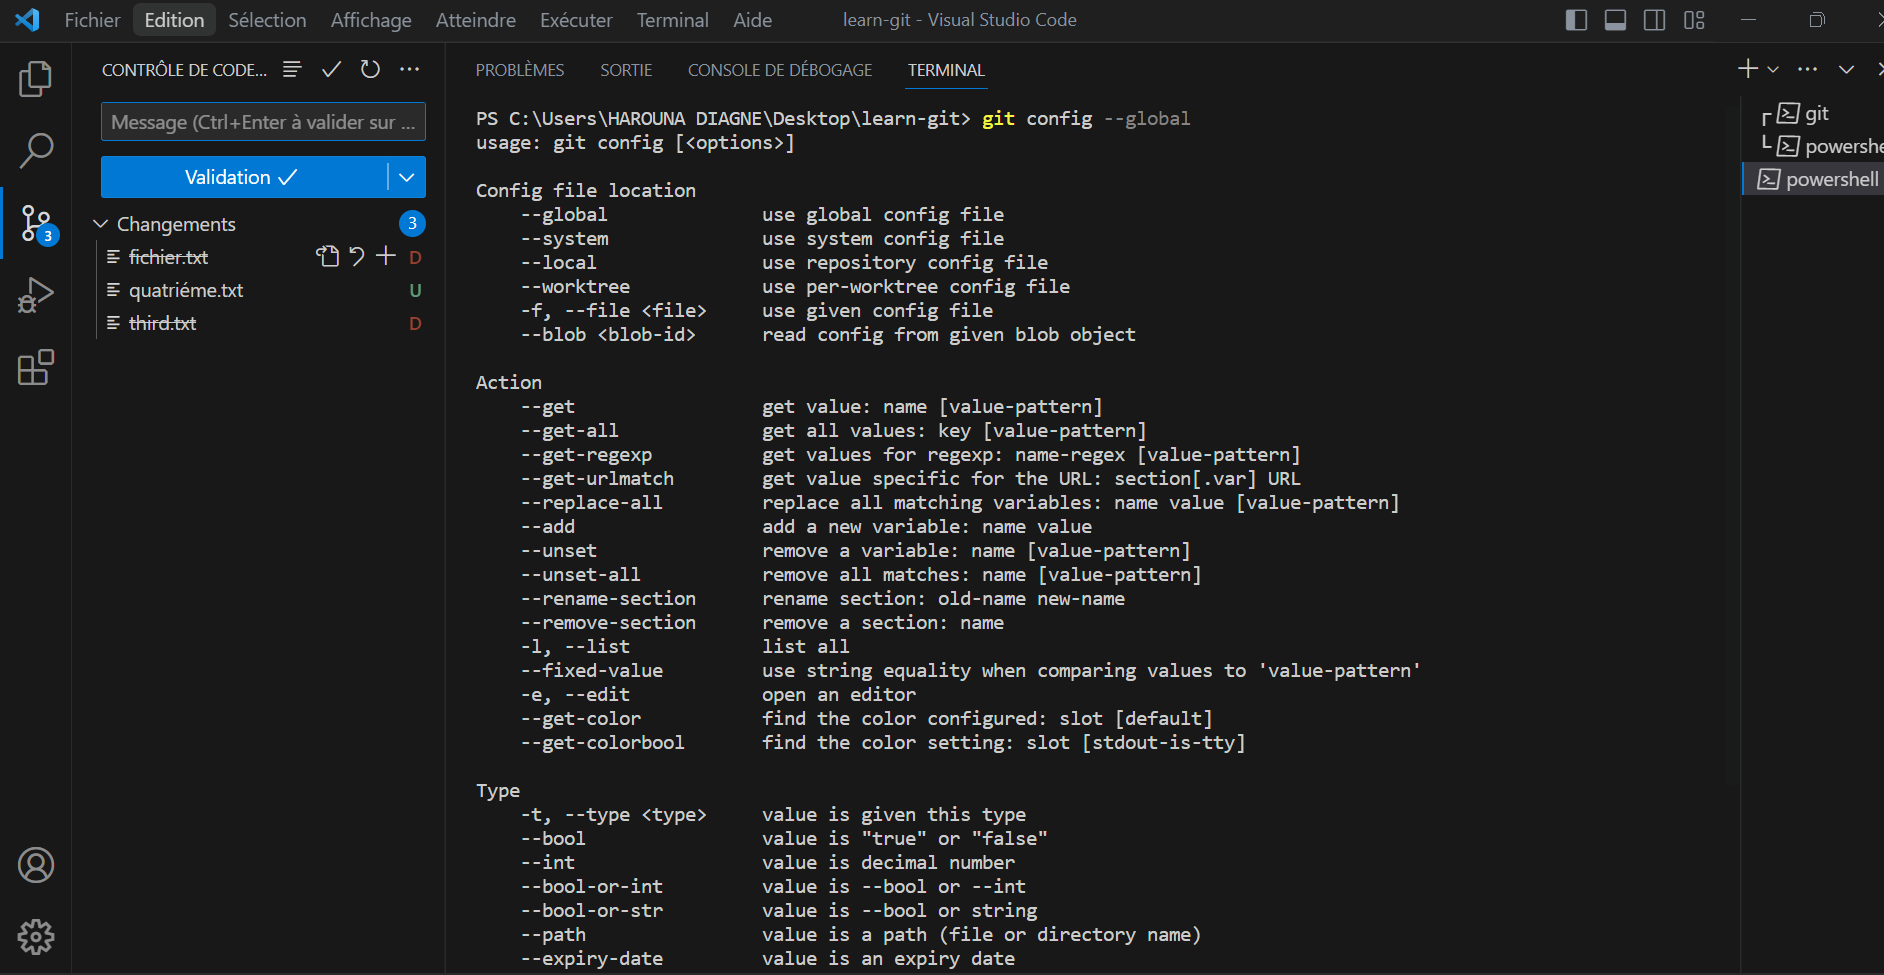 Fichier Edition Sélection Affichage Atteindre Exécuter Terminal Aide learn-git - Visual Studio Code
CONTRÔLE DE CODE...
Message (Ctrl+Enter à valider sur ...
Validation
Changements 3
fichier.txt D
quatriéme.txt U
third.txt D
3
PROBLÈMES SORTIE CONSOLE DE DÉBOGAGE TERMINAL
PS C:\Users\HAROUNA DIAGNE\Desktop\learn-git> git config --global
usage: git config [<options>]
Config file location
--global use global config file
--system use system config file
--local use repository config file
--worktree use per-worktree config file
-f, --file <file> use given config file
--blob <blob-id> read config from given blob object
Action
--get get value: name [value-pattern]
--get-all get all values: key [value-pattern]
--get-regexp get values for regexp: name-regex [value-pattern]
--get-urlmatch get value specific for the URL: section[.var] URL
--replace-all replace all matching variables: name value [value-pattern]
--add add a new variable: name value
--unset remove a variable: name [value-pattern]
--unset-all remove all matches: name [value-pattern]
--rename-section rename section: old-name new-name
--remove-section remove a section: name
-l, --list list all
--fixed-value use string equality when comparing values to 'value-pattern'
-e, --edit open an editor
--get-color find the color configured: slot [default]
--get-colorbool find the color setting: slot [stdout-is-tty]
Type
-t, --type <type> value is given this type
--bool value is "true" or "false"
--int value is decimal number
--bool-or-int value is --bool or --int
--bool-or-str value is --bool or string
--path value is a path (file or directory name)
--expiry-date value is an expiry date
git
powershe
powershell